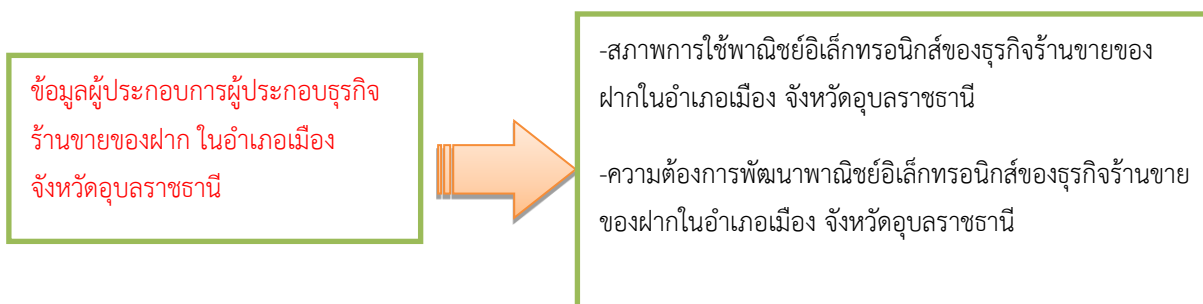 ข้อมูลผู้ประกอบการผู้ประกอบธุรกิจ
ร้านขายของฝาก ในอำเภอเมือง
จังหวัดอุบลราชธานี
-สภาพการใช้พาณิชย์อิเล็กทรอนิกส์ของธุรกิจร้านขายของ
ฝากในอำเภอเมือง จังหวัดอุบลราชธานี
-ความต้องการพัฒนาพาณิชย์อิเล็กทรอนิกส์ของธุรกิจร้านขาย
ของฝากในอำเภอเมือง จังหวัดอุบลราชธานี